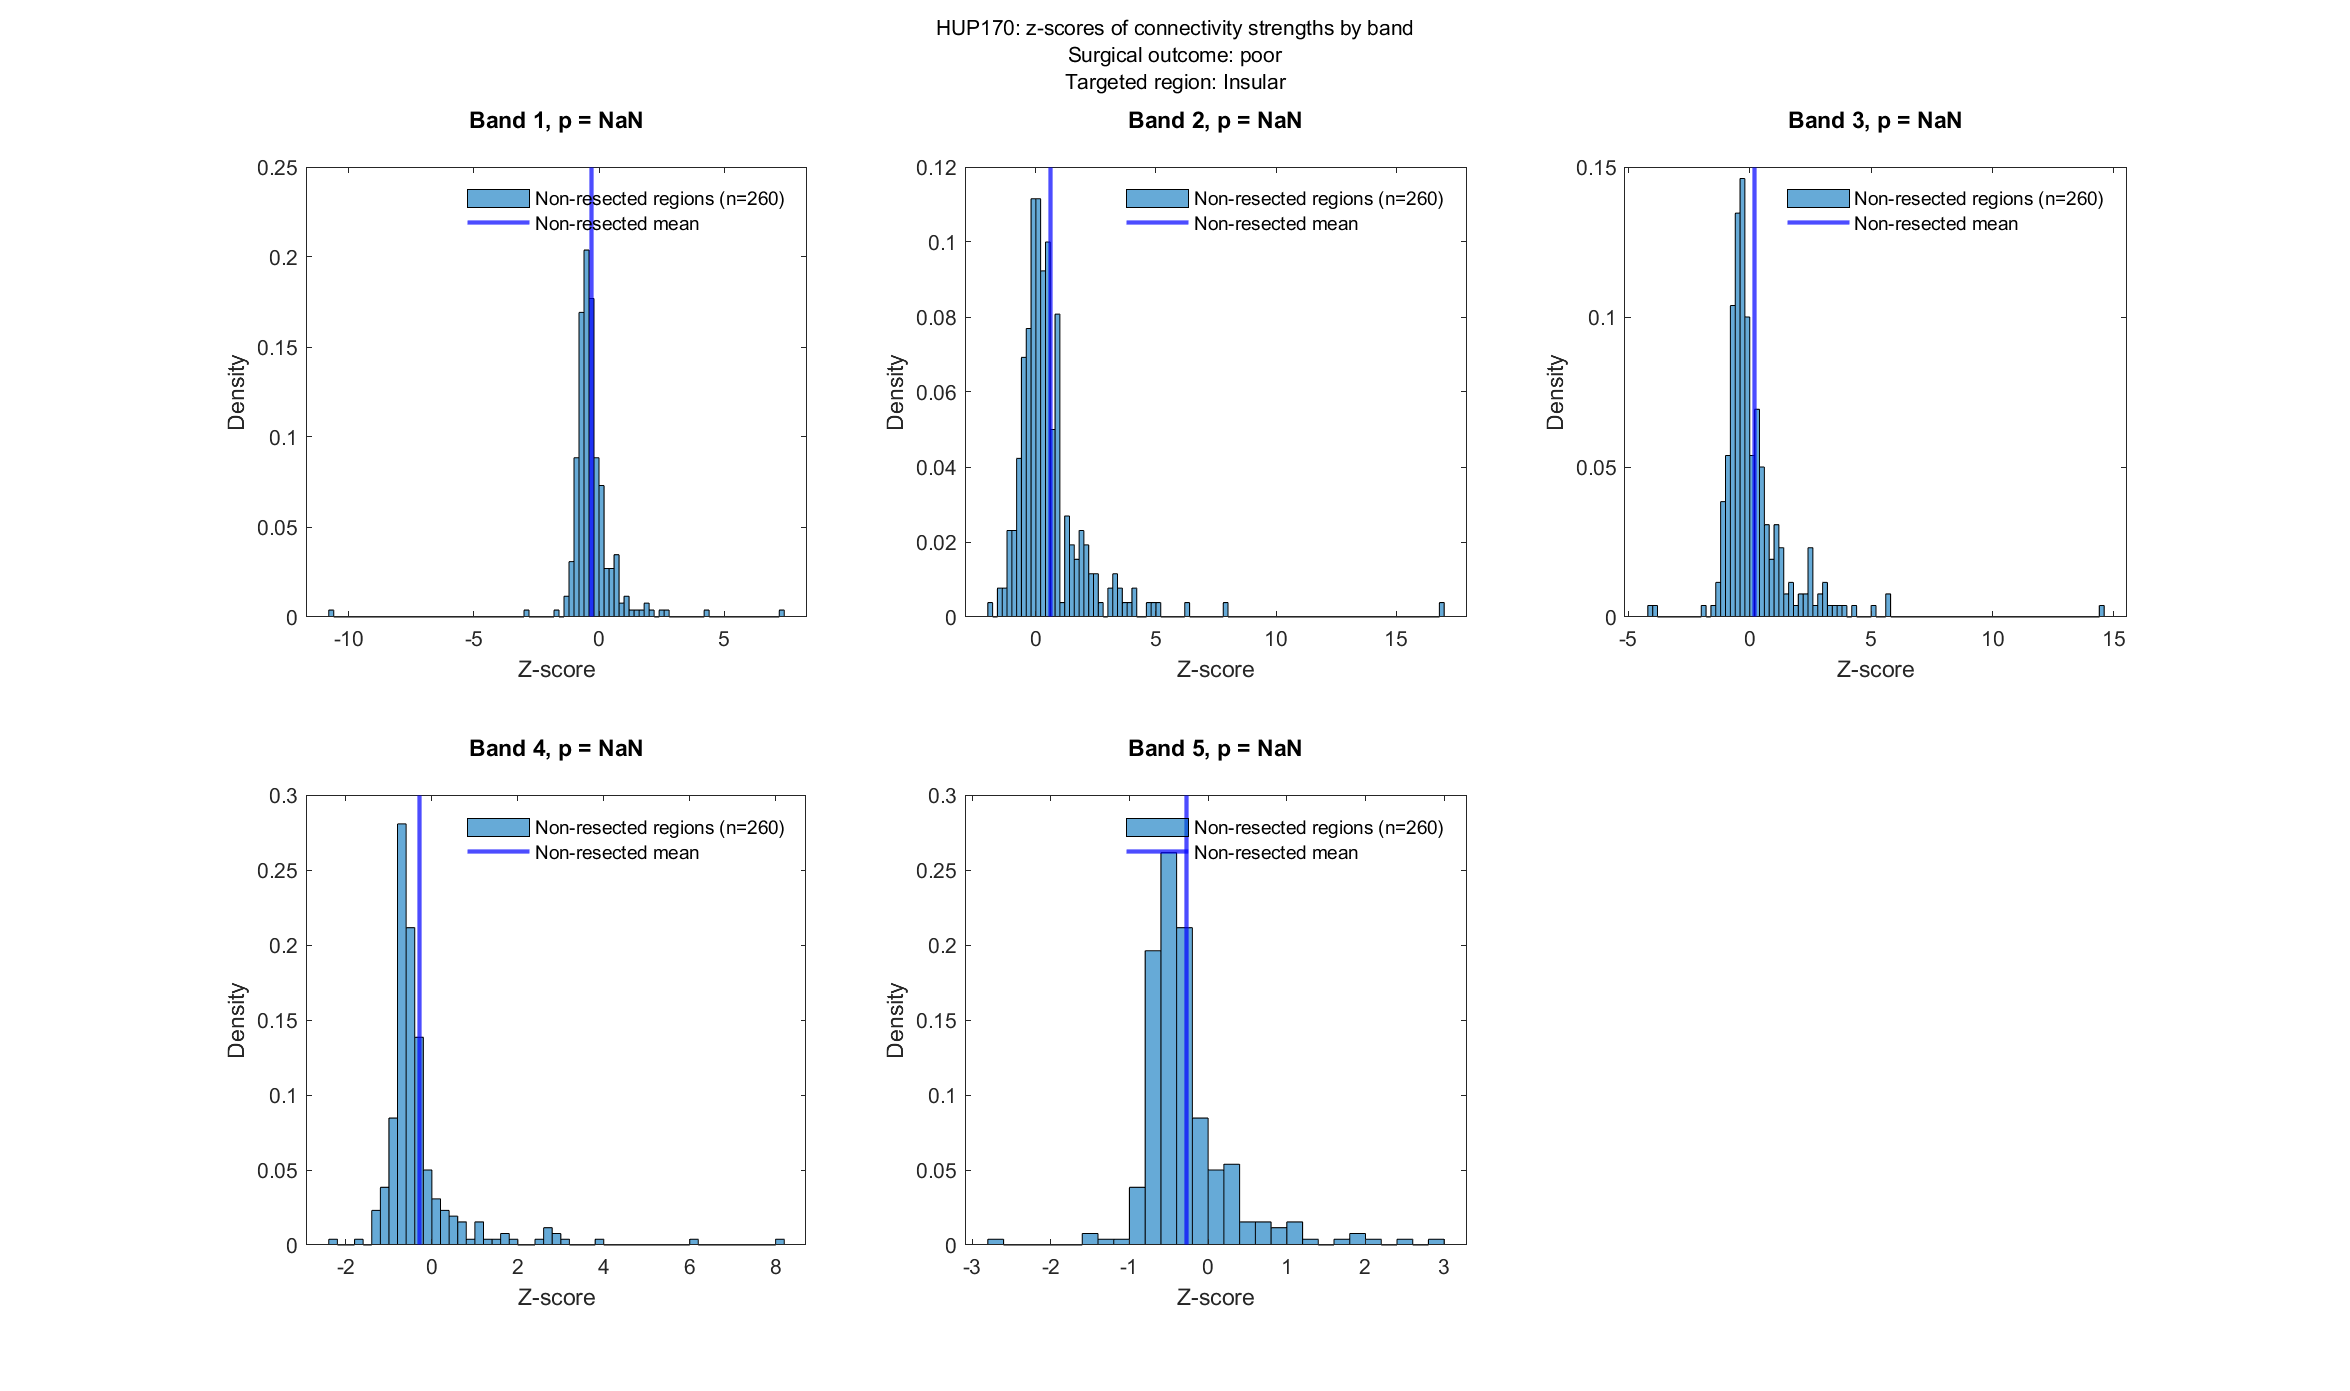 HUP170: z-scores of connectivity strengths by band
Surgical outcome: poor
Targeted region: Insular
Band 1, p = NaN
0.25
0.2
0.15
0.1
0.05
0
Density
Non-resected regions (n=260)
Non-resected mean
-10
-5
0
5
Z-score
Band 2, p = NaN
0.12
0.1
0.08
0.06
0.04
0.02
0
Density
Non-resected regions (n=260)
Non-resected mean
0
5
10
15
Z-score
Band 3, p = NaN
0.15
0.1
0.05
0
Density
Non-resected regions (n=260)
Non-resected mean
-5
0
5
10
15
Z-score
Band 4, p = NaN
0.3
0.25
0.2
0.15
0.1
0.05
0
Density
Non-resected regions (n=260)
Non-resected mean
-2
0
2
4
6
8
Z-score
Band 5, p = NaN
0.3
0.25
0.2
0.15
0.1
0.05
0
Density
Non-resected regions (n=260)
Non-resected mean
-3
-2
-1
0
1
2
3
Z-score